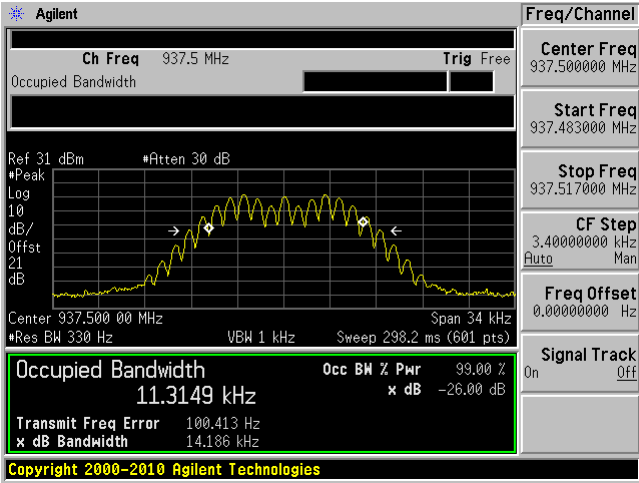 Agilent
Freq/Channel
Ch Freq 937.5 MHz Trig Free
Occupied Bandwidth
Center Freq
937.500000 MHz
Start Freq
937.483000 MHz
Stop Freq
937.517000 MHz
CF Step
3.40000000 kHz
Auto Man
Freq Offset
0.00000000 Hz
Signal Track
On Off
Ref 31 dBm #Atten 30 dB
#Peak
Log
10
dB/
Offst
21
dB
Center 937.500 00 MHz Span 34 kHz
#Res BW 330 Hz VBW 1 kHz Sweep 298.2 ms (601 pts)
Occupied Bandwidth Occ BW % Pwr 99.00 %
11.3149 kHz x dB -26.00 dB
Transmit Freq Error 100.413 Hz
x dB Bandwidth 14.186 kHz
Copyright 2000-2010 Agilent Technologies